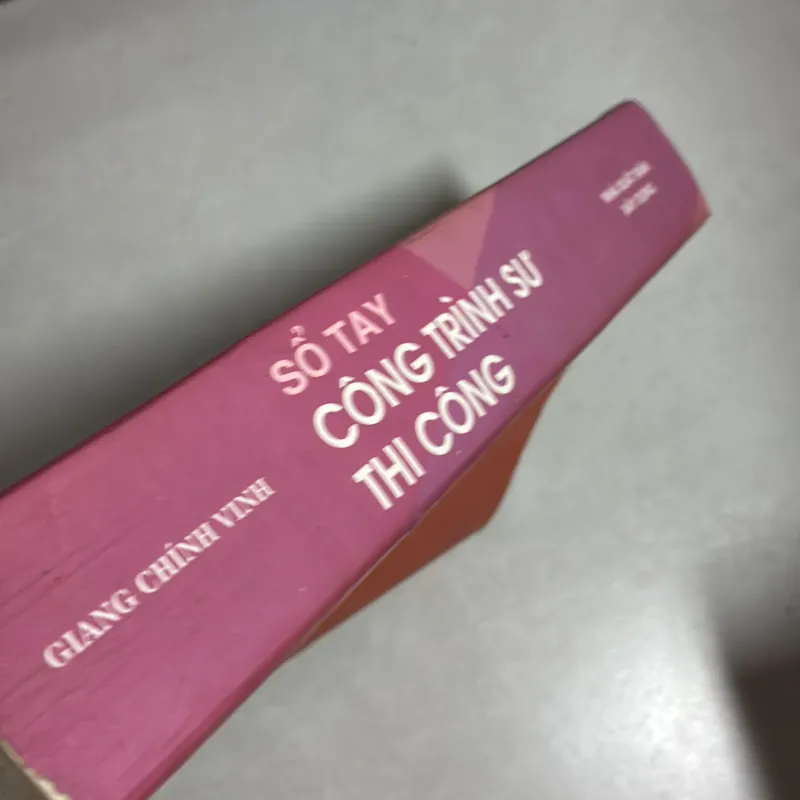 GIANG CHÍNH VINH
SỔ TAY
CÔNG TRÌNH SƯ
THI CÔNG